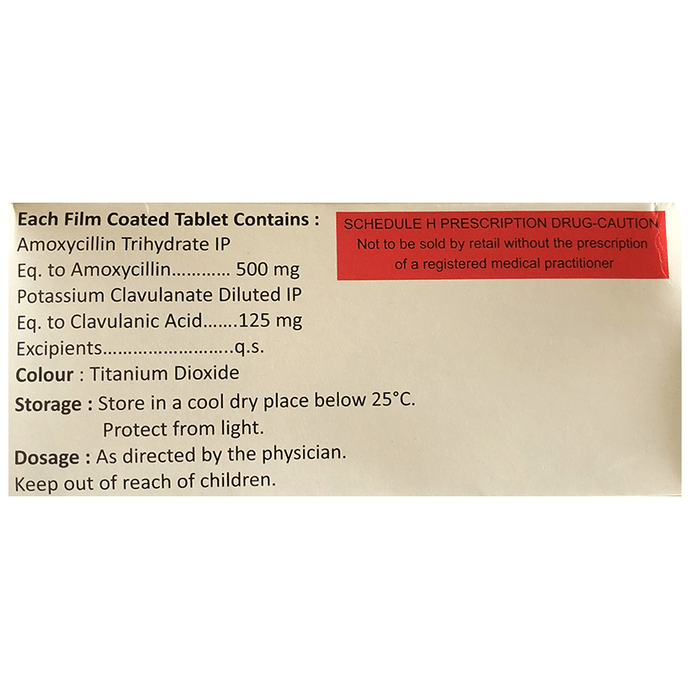 Each Film Coated Tablet Contains :
Amoxycillin Trihydrate IP
Eq. to Amoxycillin............ 500 mg
Potassium Clavulanate Diluted IP
Eq. to Clavulanic Acid.......125 mg
Excipients..........................q.s.
Colour : Titanium Dioxide
Storage : Store in a cool dry place below 25°C.
Protect from light.
Dosage : As directed by the physician.
Keep out of reach of children.
SCHEDULE H PRESCRIPTION DRUG-CAUTION
Not to be sold by retail without the prescription
of a registered medical practitioner